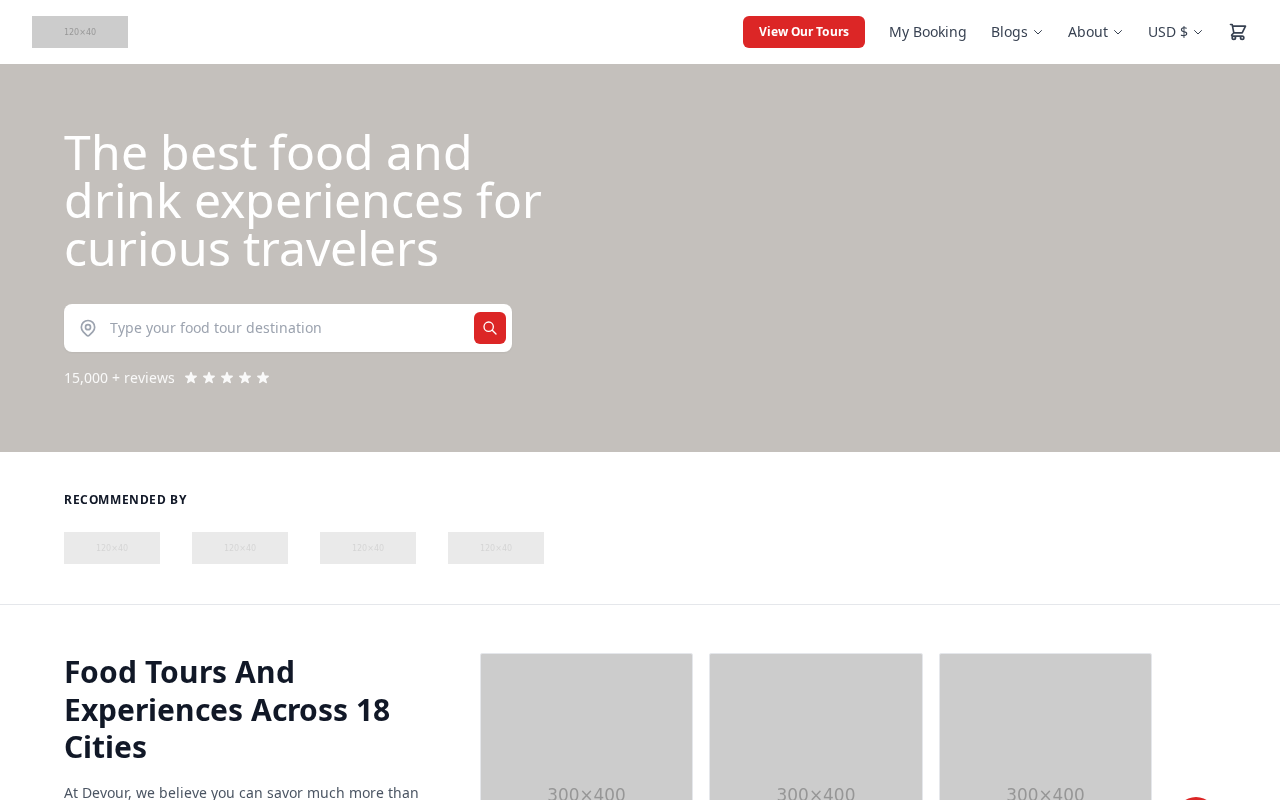 120×40
View Our Tours
My Booking
Blogs
About
USD $
The best food and
drink experiences for
curious travelers
Type your food tour destination
15,000 + reviews
RECOMMENDED BY
120×40
120×40
120×40
120×40
Food Tours And
Experiences Across 18
Cities
At Devour, we believe you can savor much more than
300×400
300×400
300×400